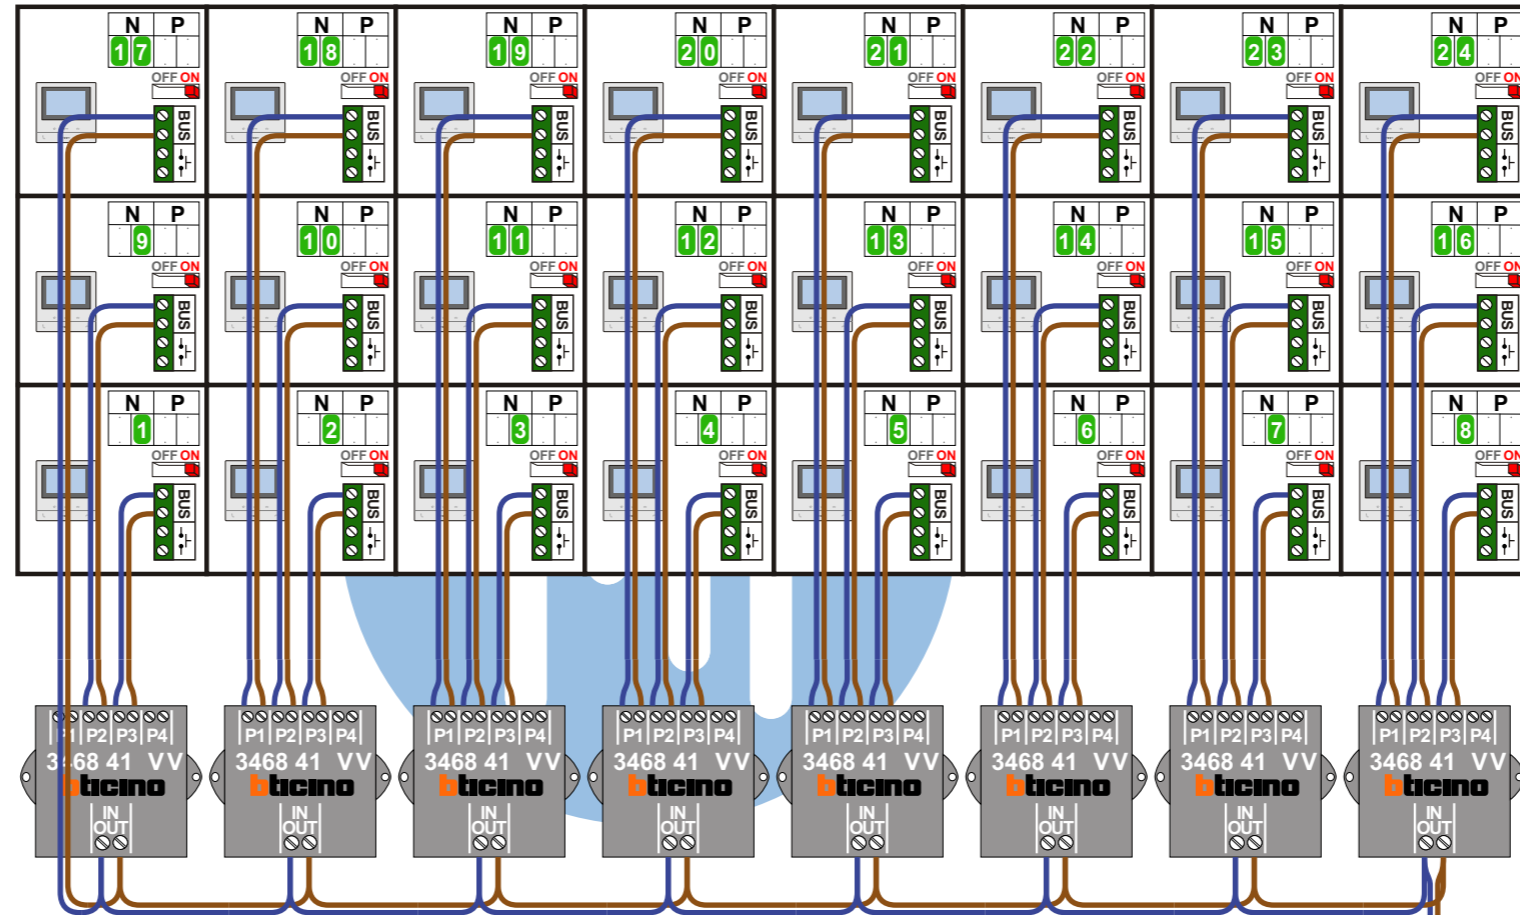 N P N P N P N P N P N P N P N P
17 18 19 20 21 22 23 24
OFF ON OFF ON OFF ON OFF ON OFF ON OFF ON OFF ON OFF ON
BUS BUS BUS BUS BUS BUS BUS BUS
N P N P N P N P N P N P N P N P
9 10 11 12 13 14 15 16
OFF ON OFF ON OFF ON OFF ON OFF ON OFF ON OFF ON OFF ON
BUS BUS BUS BUS BUS BUS BUS BUS
N P N P N P N P N P N P N P N P
1 2 3 4 5 6 7 8
OFF ON OFF ON OFF ON OFF ON OFF ON OFF ON OFF ON OFF ON
BUS BUS BUS BUS BUS BUS BUS BUS
P1 P2 P3 P4 P1 P2 P3 P4 P1 P2 P3 P4 P1 P2 P3 P4 P1 P2 P3 P4 P1 P2 P3 P4 P1 P2 P3 P4 P1 P2 P3 P4
3468 41 VV 3468 41 VV 3468 41 VV 3468 41 VV 3468 41 VV 3468 41 VV 3468 41 VV 3468 41 VV
bticino bticino bticino bticino bticino bticino bticino bticino
IN IN IN IN IN IN IN IN
OUT OUT OUT OUT OUT OUT OUT OUT